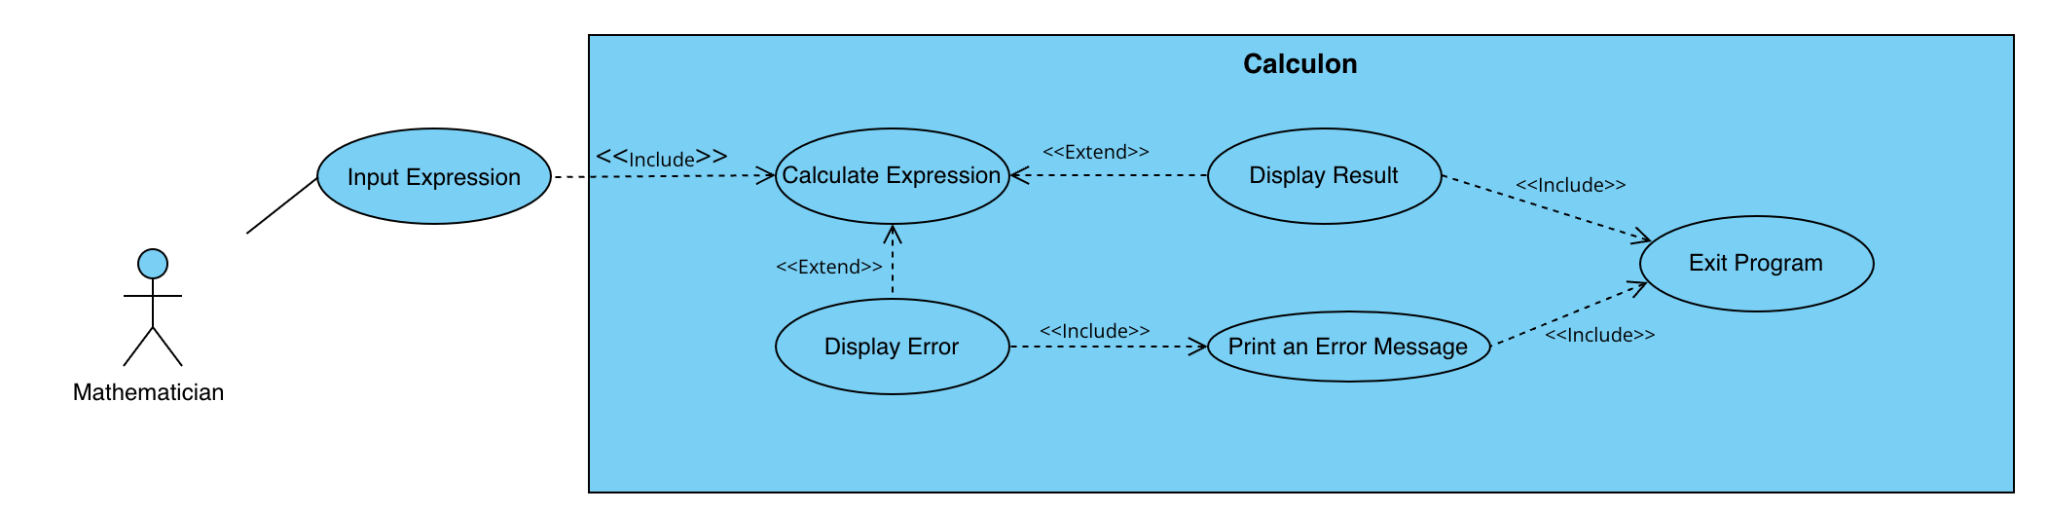 Calculon
Input Expression
<<Include>>
Calculate Expression
<<Extend>>
Display Result
<<Include>>
Exit Program
<<Extend>>
Display Error
<<Include>>
Print an Error Message
<<Include>>
Mathematician